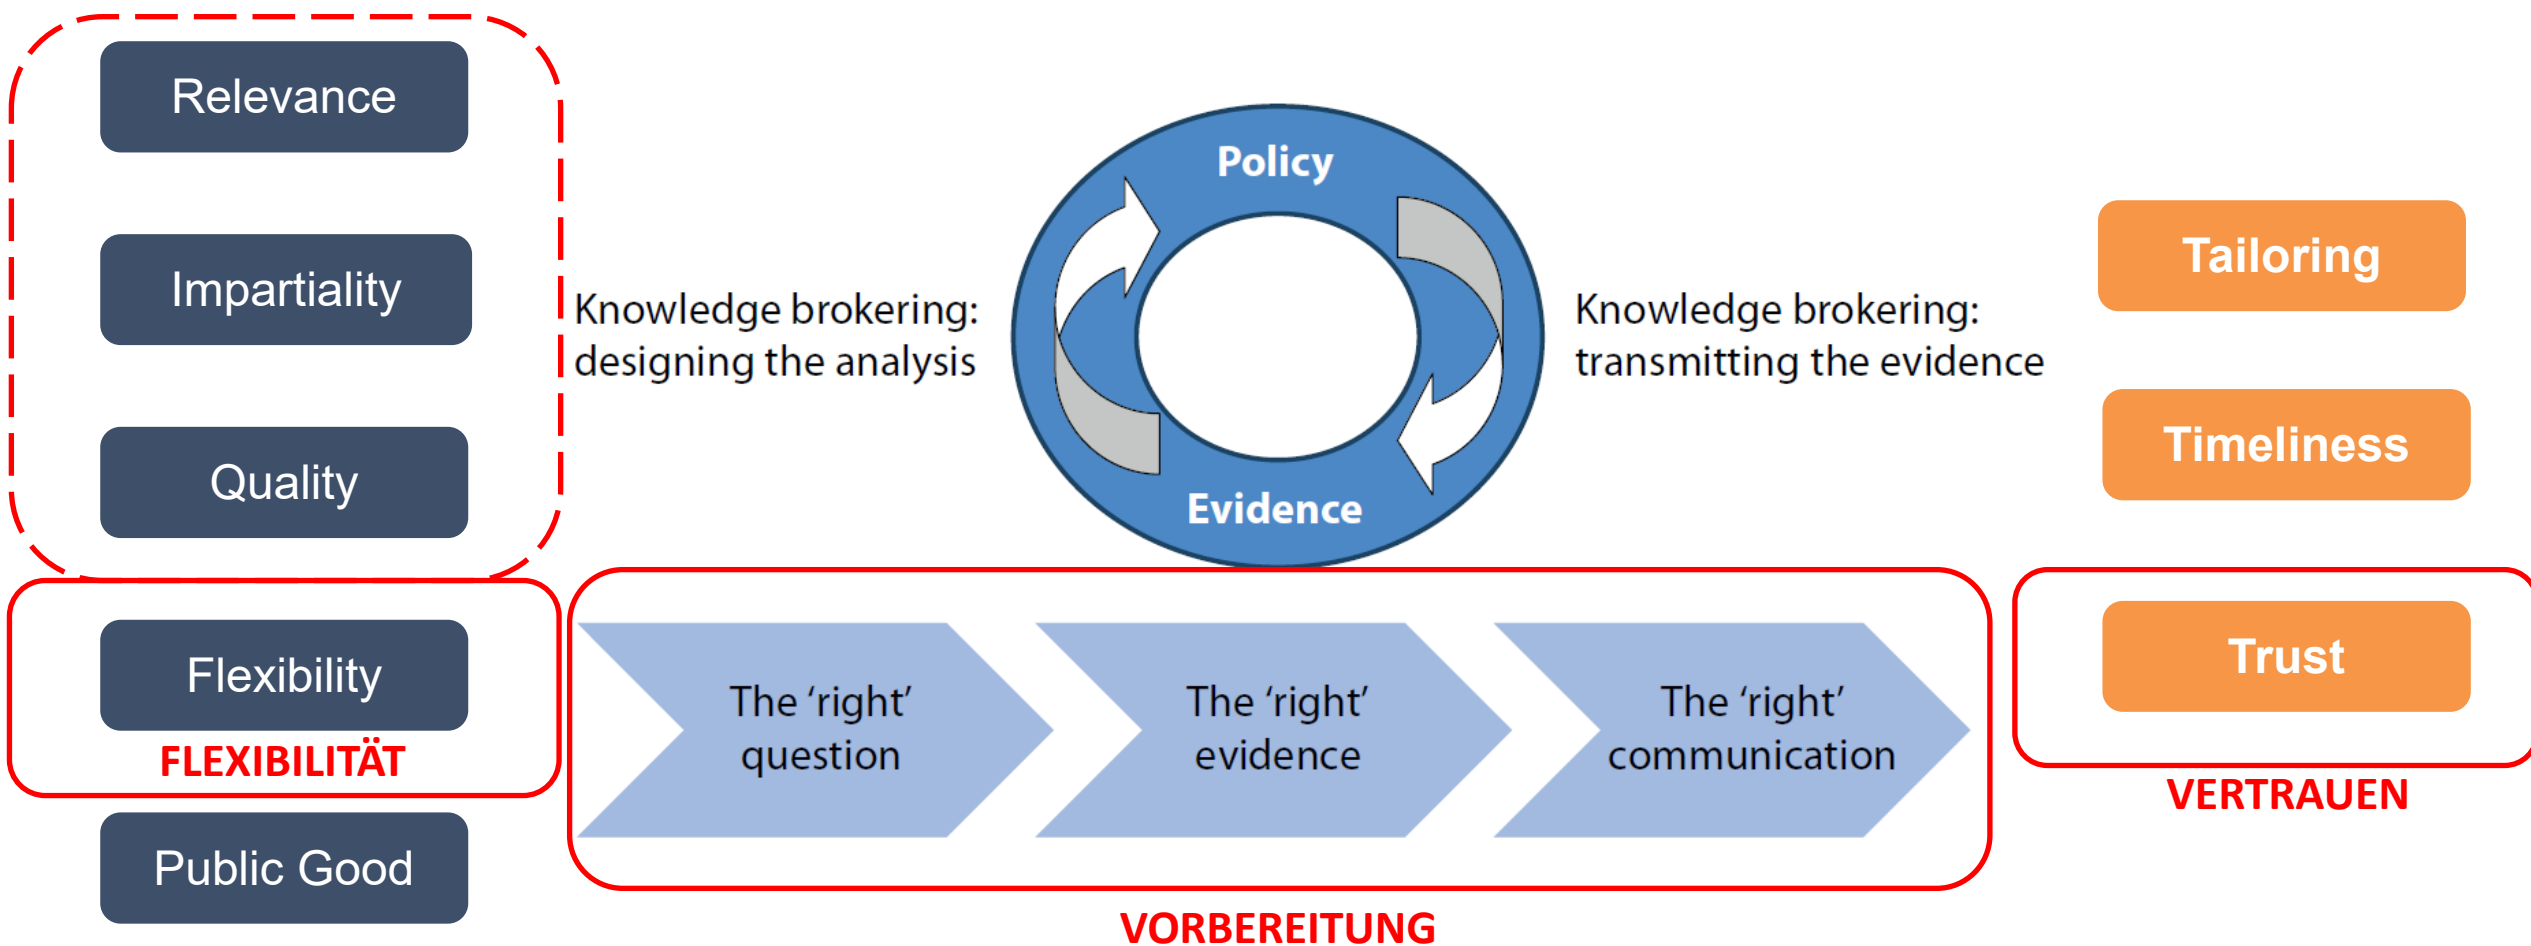 Relevance
Impartiality
Quality
Flexibility
FLEXIBILITÄT
Public Good
Knowledge brokering:
designing the analysis
Policy
Evidence
Knowledge brokering:
transmitting the evidence
The ‘right’
question
The ‘right’
evidence
The ‘right’
communication
VORBEREITUNG
Tailoring
Timeliness
Trust
VERTRAUEN